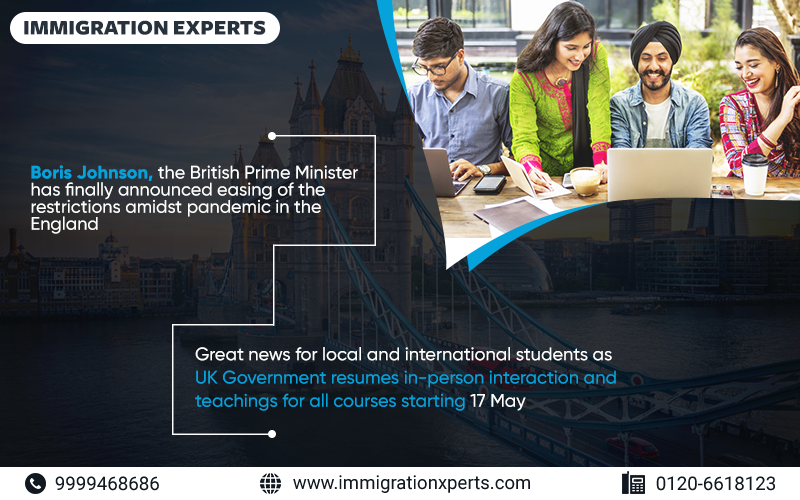 IMMIGRATION EXPERTS
Boris Johnson, the British Prime Minister
has finally announced easing of the
restrictions amidst pandemic in the
England
Great news for local and international students as
UK Government resumes in-person interaction and
teachings for all courses starting 17 May
9999468686
www.immigrationxperts.com
0120-6618123